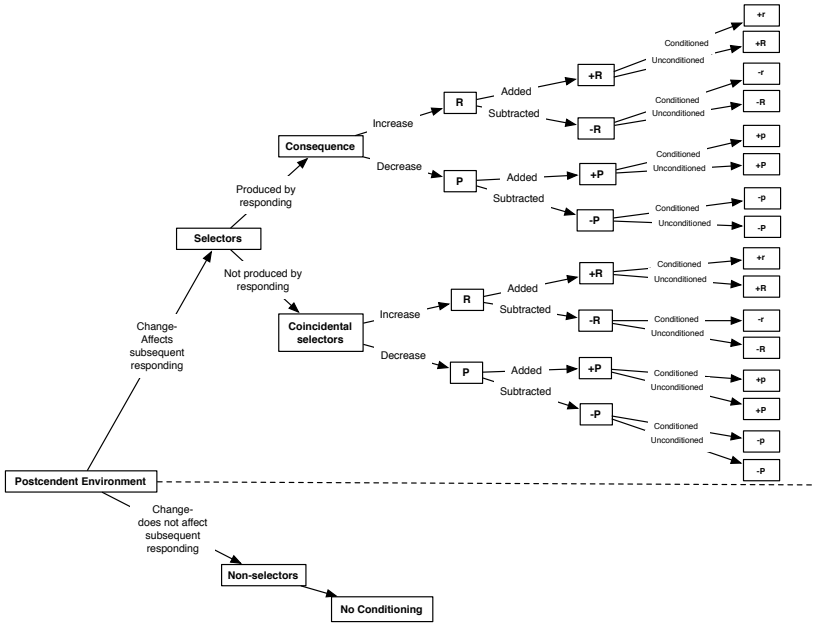 +r
Conditioned
+R
Unconditioned
+R
Added
-r
R
Conditioned
-R
Subtracted
Unconditioned
-R
Increase
Consequence
+p
Conditioned
Decrease
+P
Added
+P
Unconditioned
P
Subtracted
-p
Conditioned
Produced by
responding
-P
Unconditioned
-P
Selectors
+r
Conditioned
Not produced by
responding
+R
Unconditioned
+R
Added
R
Subtracted
Increase
-R
Conditioned
-r
Coincidental
selectors
Unconditioned
-R
Change-
Affects
subsequent
responding
Decrease
P
Added
+P
Conditioned
+p
Unconditioned
Subtracted
+P
-P
Conditioned
-p
Unconditioned
-P
Postcendent Environment
Change-
does not affect
subsequent
responding
Non-selectors
No Conditioning